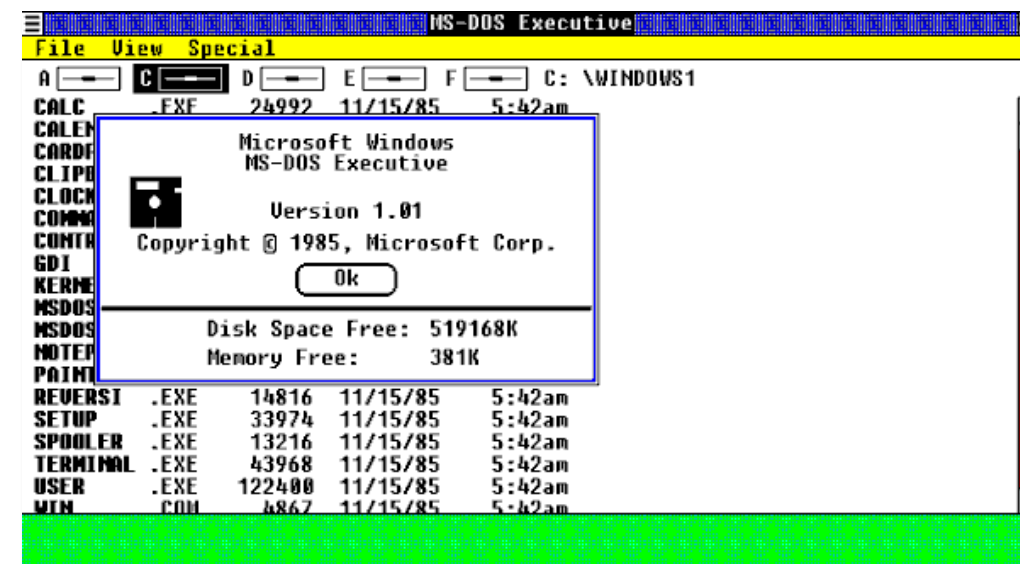 MS-DOS Executive
File View Special
A C D E F C: \WINDOWS1
CALC .EXE 24992 11/15/85 5:42am
Microsoft Windows
MS-DOS Executive
Version 1.01
Copyright © 1985, Microsoft Corp.
Ok
Disk Space Free: 519168K
Memory Free: 381K
GDI
REVERSI .EXE 14816 11/15/85 5:42am
SETUP .EXE 33974 11/15/85 5:42am
SPOOLER .EXE 13216 11/15/85 5:42am
TERMINAL .EXE 43968 11/15/85 5:42am
USER .EXE 122400 11/15/85 5:42am
WIN .COM 4867 11/15/85 5:42am